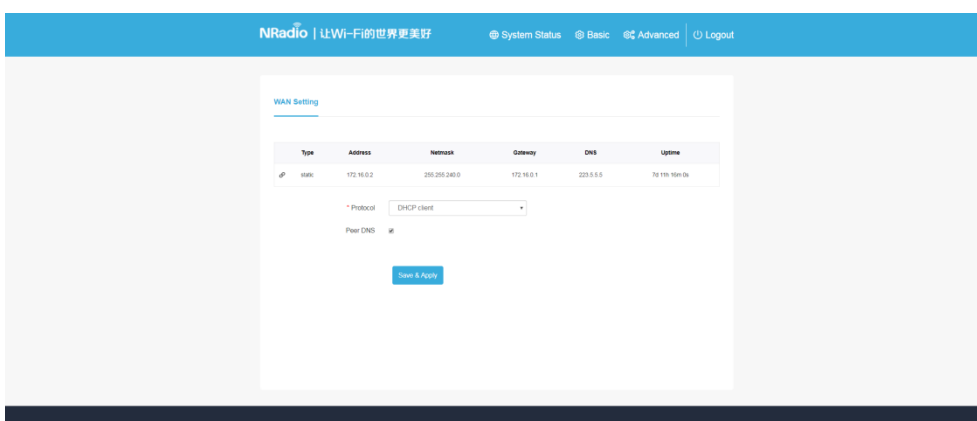 NRadio | 让Wi-Fi的世界更美好 System Status Basic Advanced Logout
WAN Setting
Type Address Netmask Gateway DNS Uptime
static 172.16.0.2 255.255.240.0 172.16.0.1 223.5.5.5 7d 11h 16m 0s
* Protocol DHCP client
Peer DNS
Save & Apply